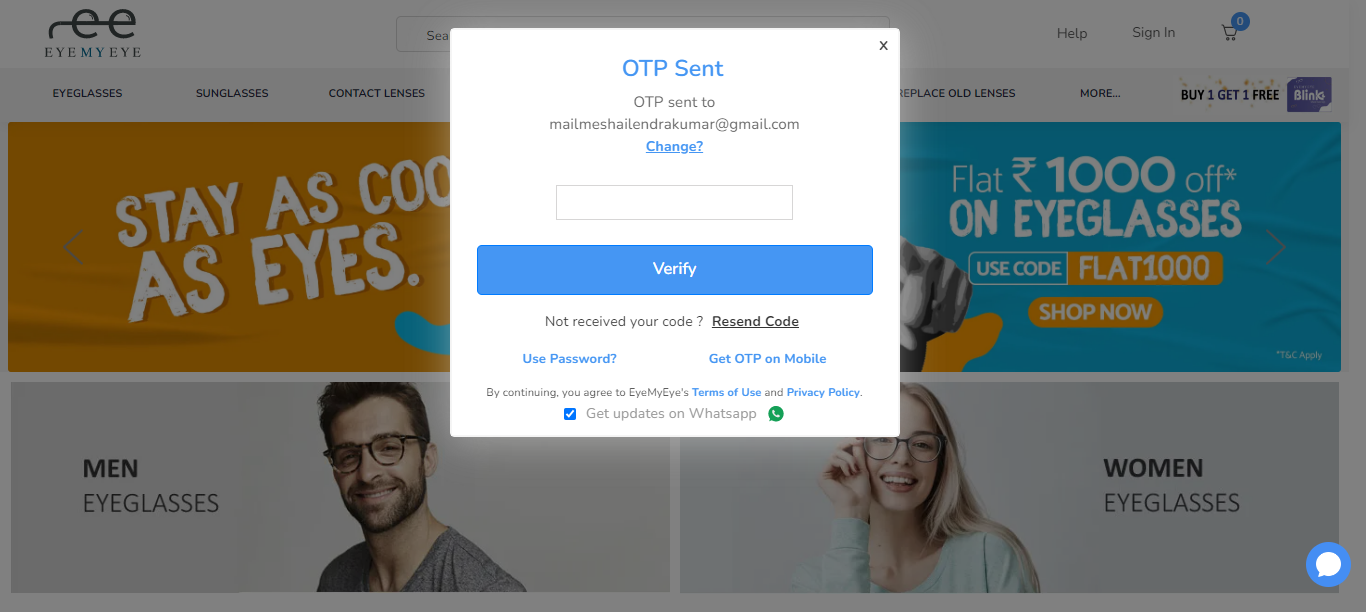 EYEMYEYE
Sea
Help
Sign In
0
EYEGLASSES
SUNGLASSES
CONTACT LENSES
REPLACE OLD LENSES
MORE...
BUY 1 GET 1 FREE
Blink
X
OTP Sent
OTP sent to
mailmeshailendrakumar@gmail.com
Change?
Verify
Not received your code ? Resend Code
Use Password?
Get OTP on Mobile
By continuing, you agree to EyeMyEye's Terms of Use and Privacy Policy.
Get updates on Whatsapp
STAY AS COO
AS EYES.
Flat ₹ 1000 off*
ON EYEGLASSES
USE CODE FLAT1000
SHOP NOW
*T&C Apply
MEN
EYEGLASSES
WOMEN
EYEGLASSES